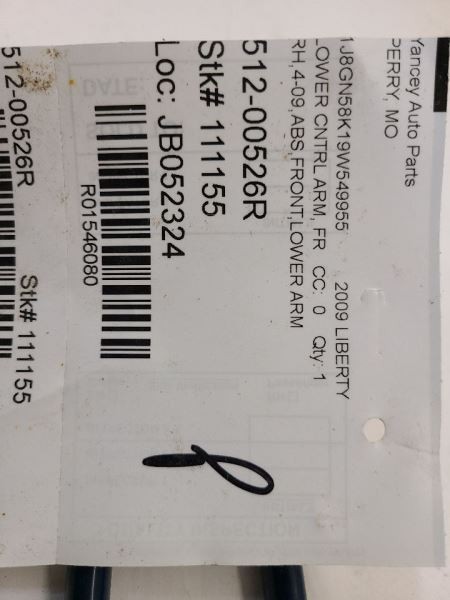 Yancey Auto Parts
PERRY, MO
1J8GN58K19W549955 2009 LIBERTY
LOWER CNTRL ARM, FR CC: 0 Qty: 1
RH,4-09,ABS,FRONT,LOWER ARM
512-00526R
Stk# 111155
Loc: JB052324
R01546080
Stk# 111155
512-00526R